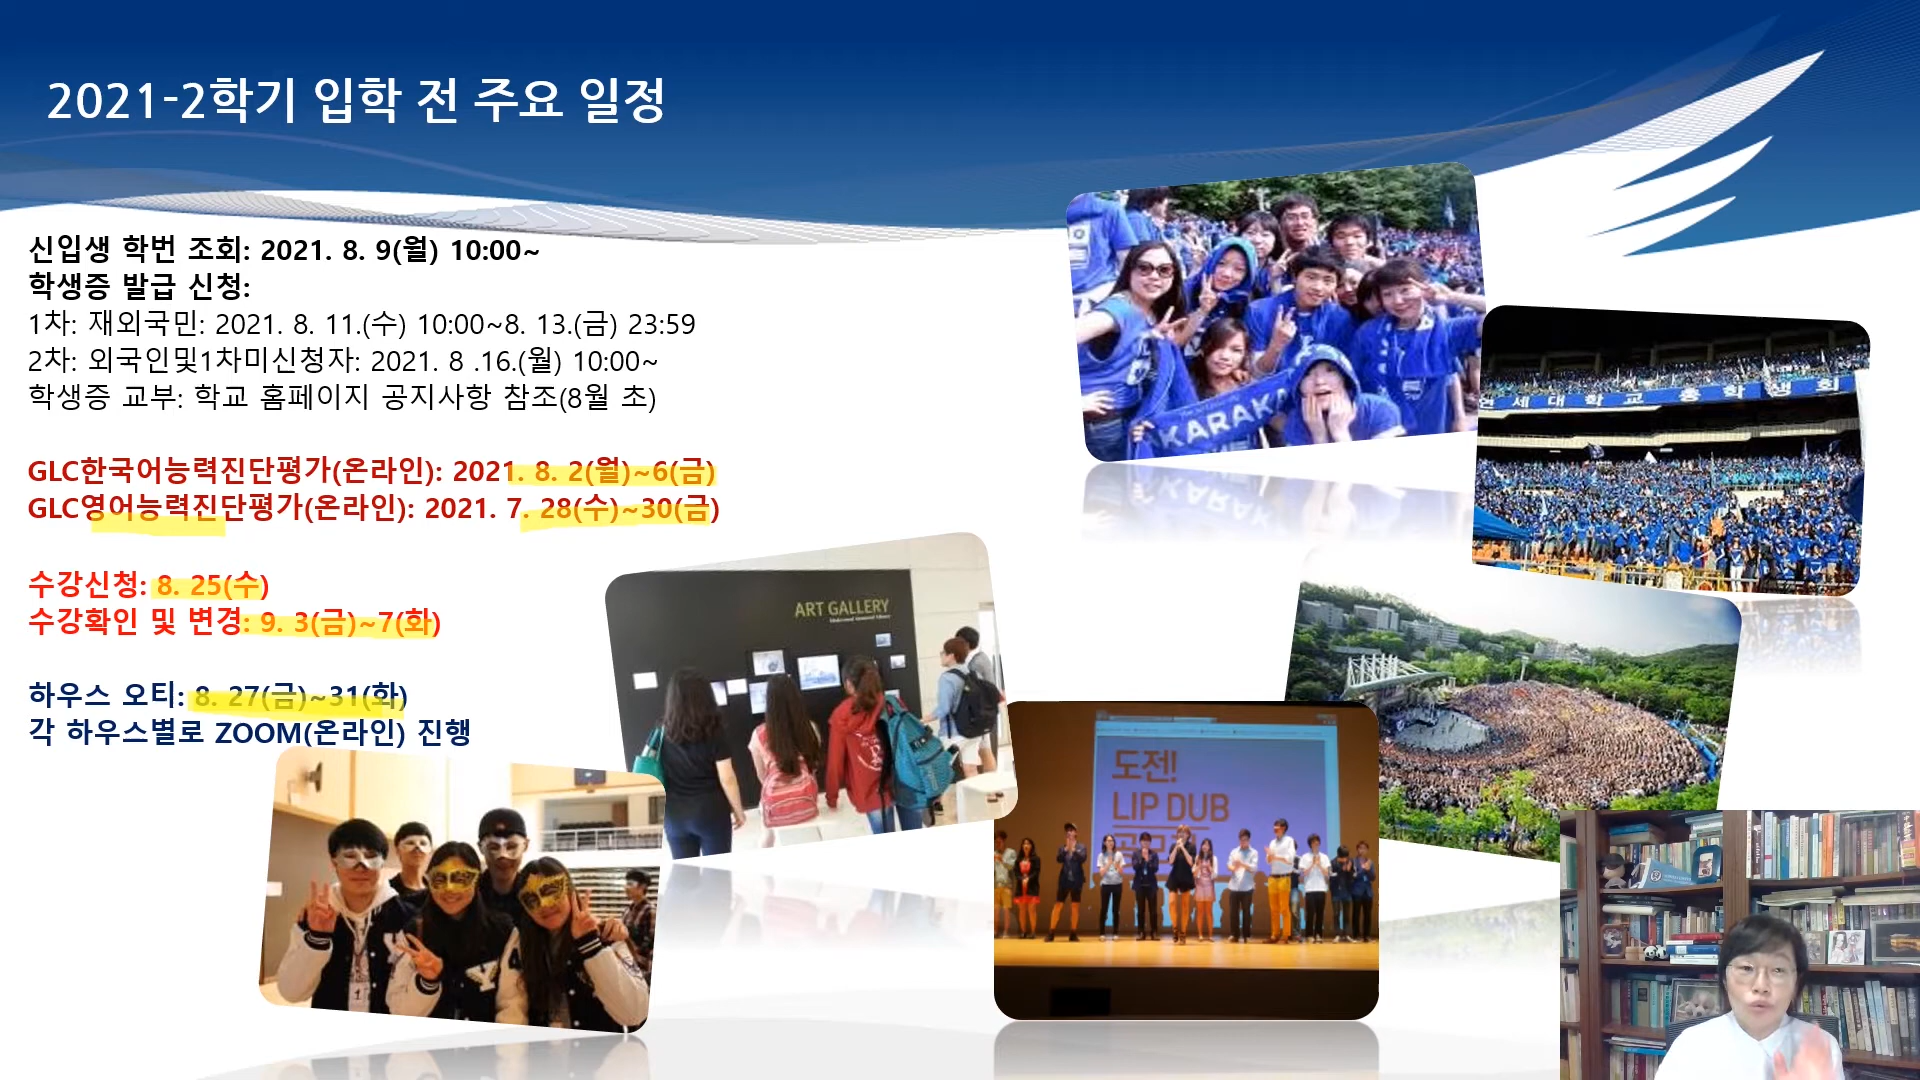 2021-2학기 입학 전 주요 일정
신입생 학번 조회: 2021. 8. 9(월) 10:00~
학생증 발급 신청:
1차: 재외국민: 2021. 8. 11.(수) 10:00~8. 13.(금) 23:59
2차: 외국인및1차미신청자: 2021. 8 .16.(월) 10:00~
학생증 교부: 학교 홈페이지 공지사항 참조(8월 초)
GLC한국어능력진단평가(온라인): 2021. 8. 2(월)~6(금)
GLC영어능력진단평가(온라인): 2021. 7. 28(수)~30(금)
수강신청: 8. 25(수)
수강확인 및 변경: 9. 3(금)~7(화)
하우스 오티: 8. 27(금)~31(화)
각 하우스별로 ZOOM(온라인) 진행
KARAKA
연세대학교 총학생회
ART GALLERY
도전!
LIP DUB
Y